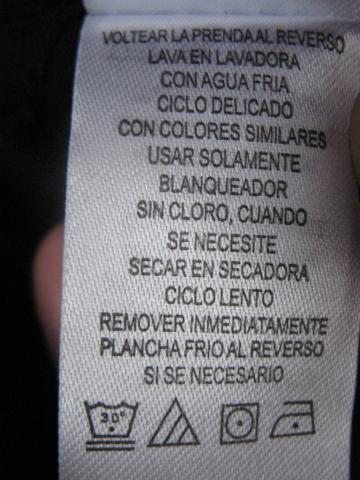 VOLTEAR LA PRENDA AL REVERSO
LAVA EN LAVADORA
CON AGUA FRIA
CICLO DELICADO
CON COLORES SIMILARES
USAR SOLAMENTE
BLANQUEADOR
SIN CLORO, CUANDO
SE NECESITE
SECAR EN SECADORA
CICLO LENTO
REMOVER INMEDIATAMENTE
PLANCHA FRIO AL REVERSO
SI SE NECESARIO
30°